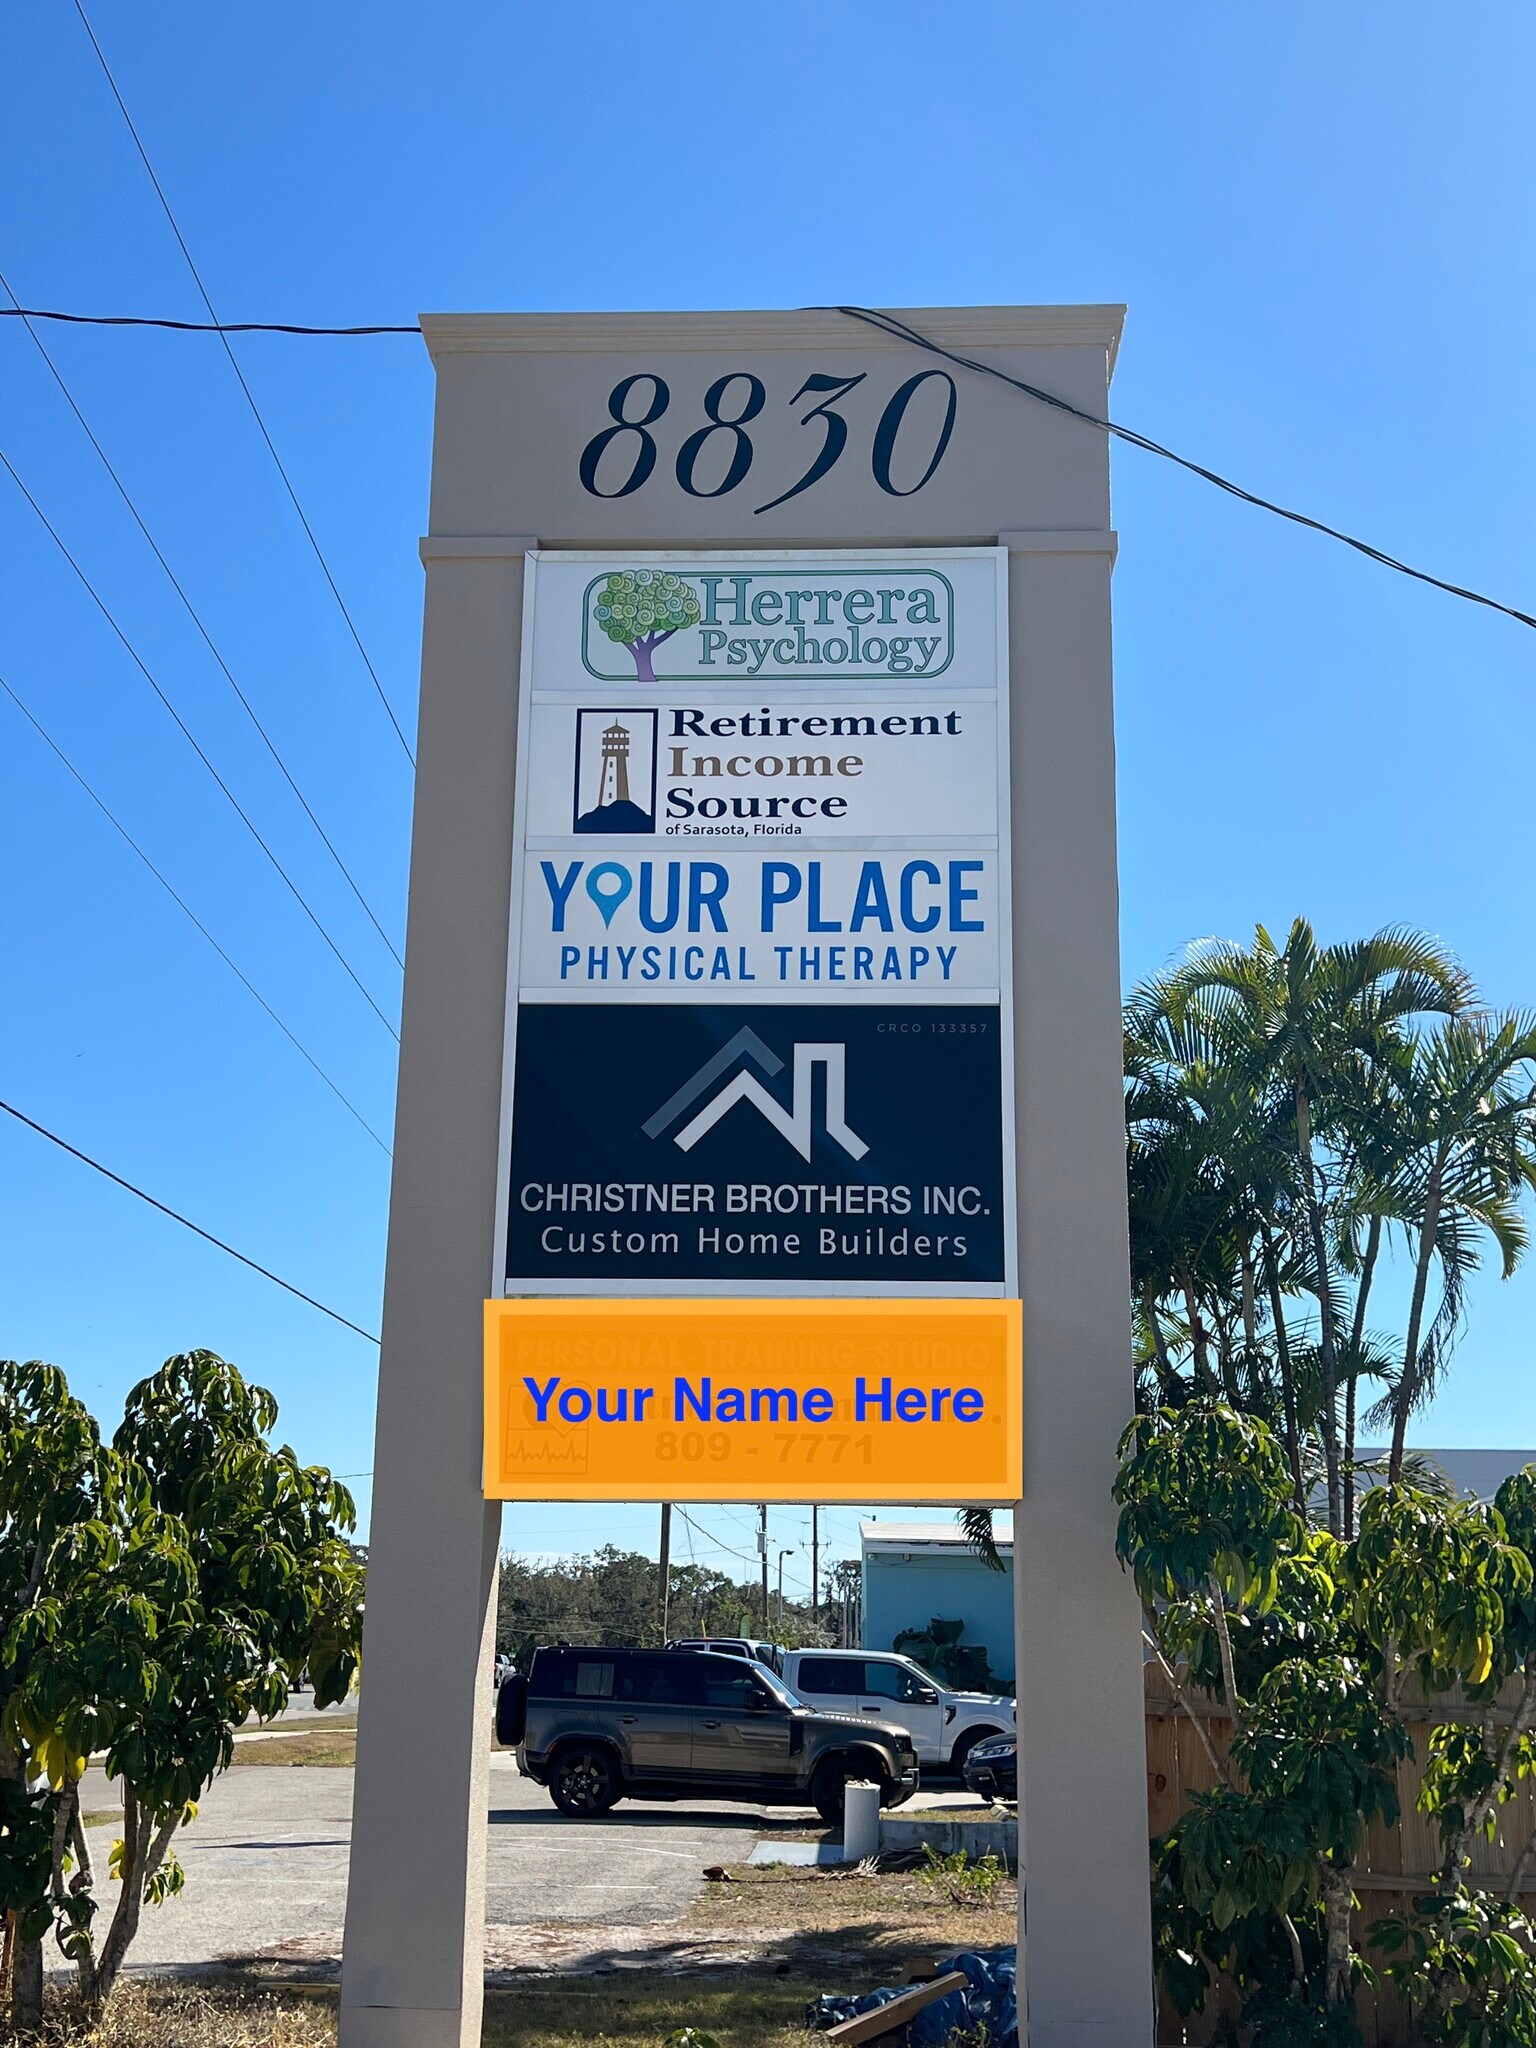 8830
Herrera
Psychology
Retirement
Income
Source
of Sarasota, Florida
YOUR PLACE
PHYSICAL THERAPY
CRCO 133357
CHRISTNER BROTHERS INC.
Custom Home Builders
PERSONAL TRAINING STUDIO
Your Name Here
809 - 7771